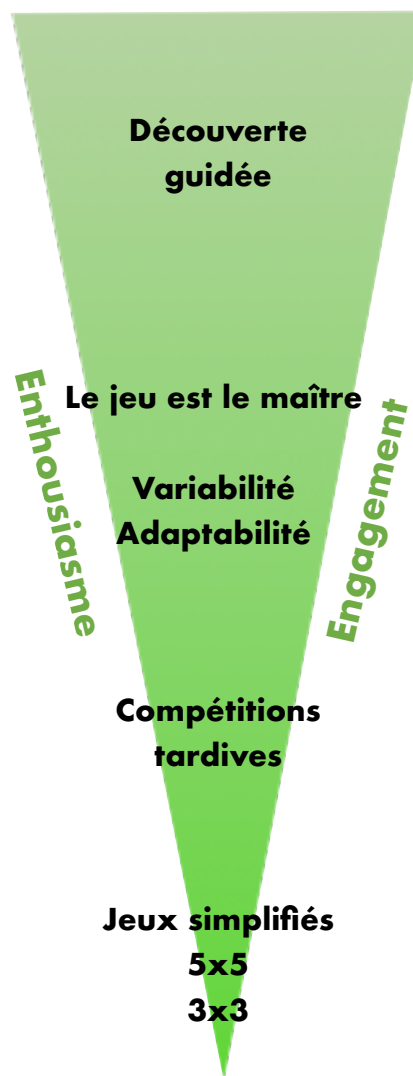 Découverte
guidée
Le jeu est le maître
Enthousiasme
Engagement
Variabilité
Adaptabilité
Compétitions
tardives
Jeux simplifiés
5x5
3x3